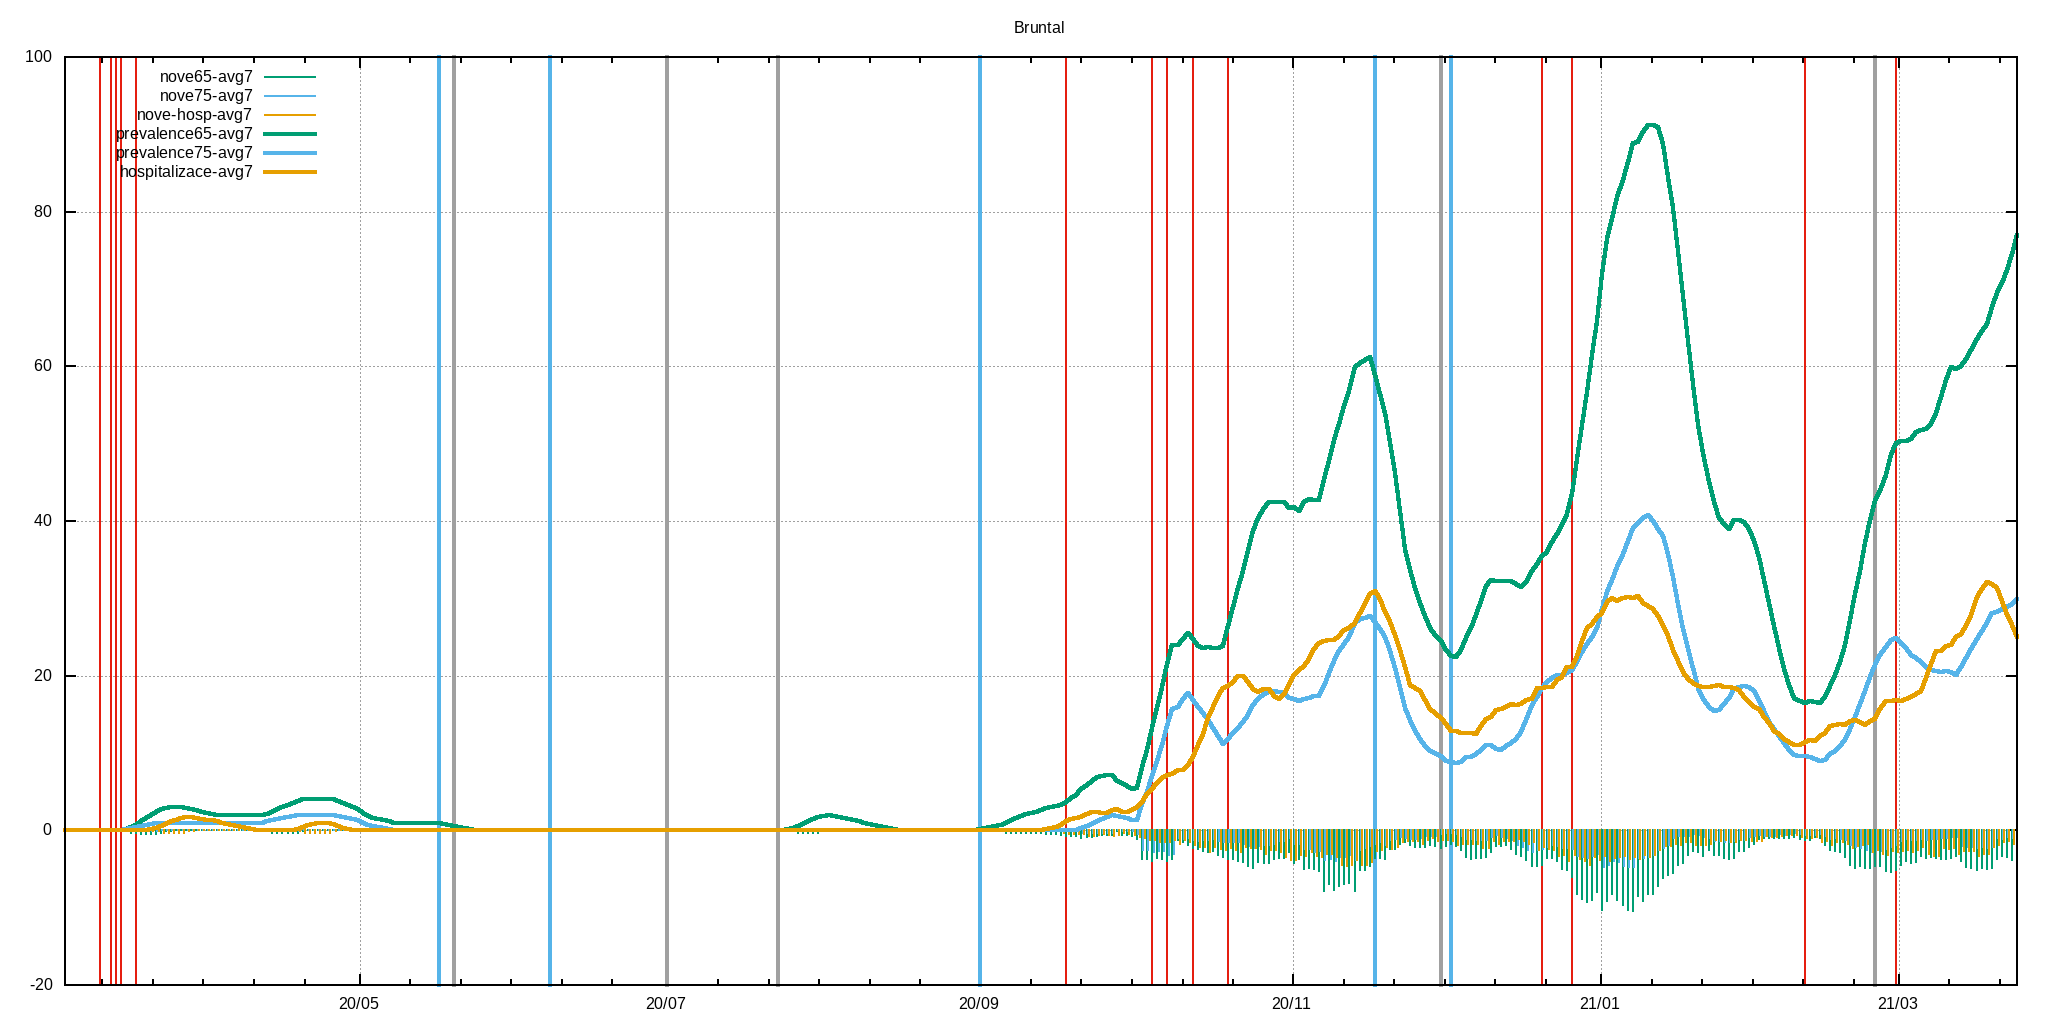 Bruntal
100
80
60
40
20
0
-20
nove65-avg7
nove75-avg7
nove-hosp-avg7
prevalence65-avg7
prevalence75-avg7
hospitalizace-avg7
20/05
20/07
20/09
20/11
21/01
21/03